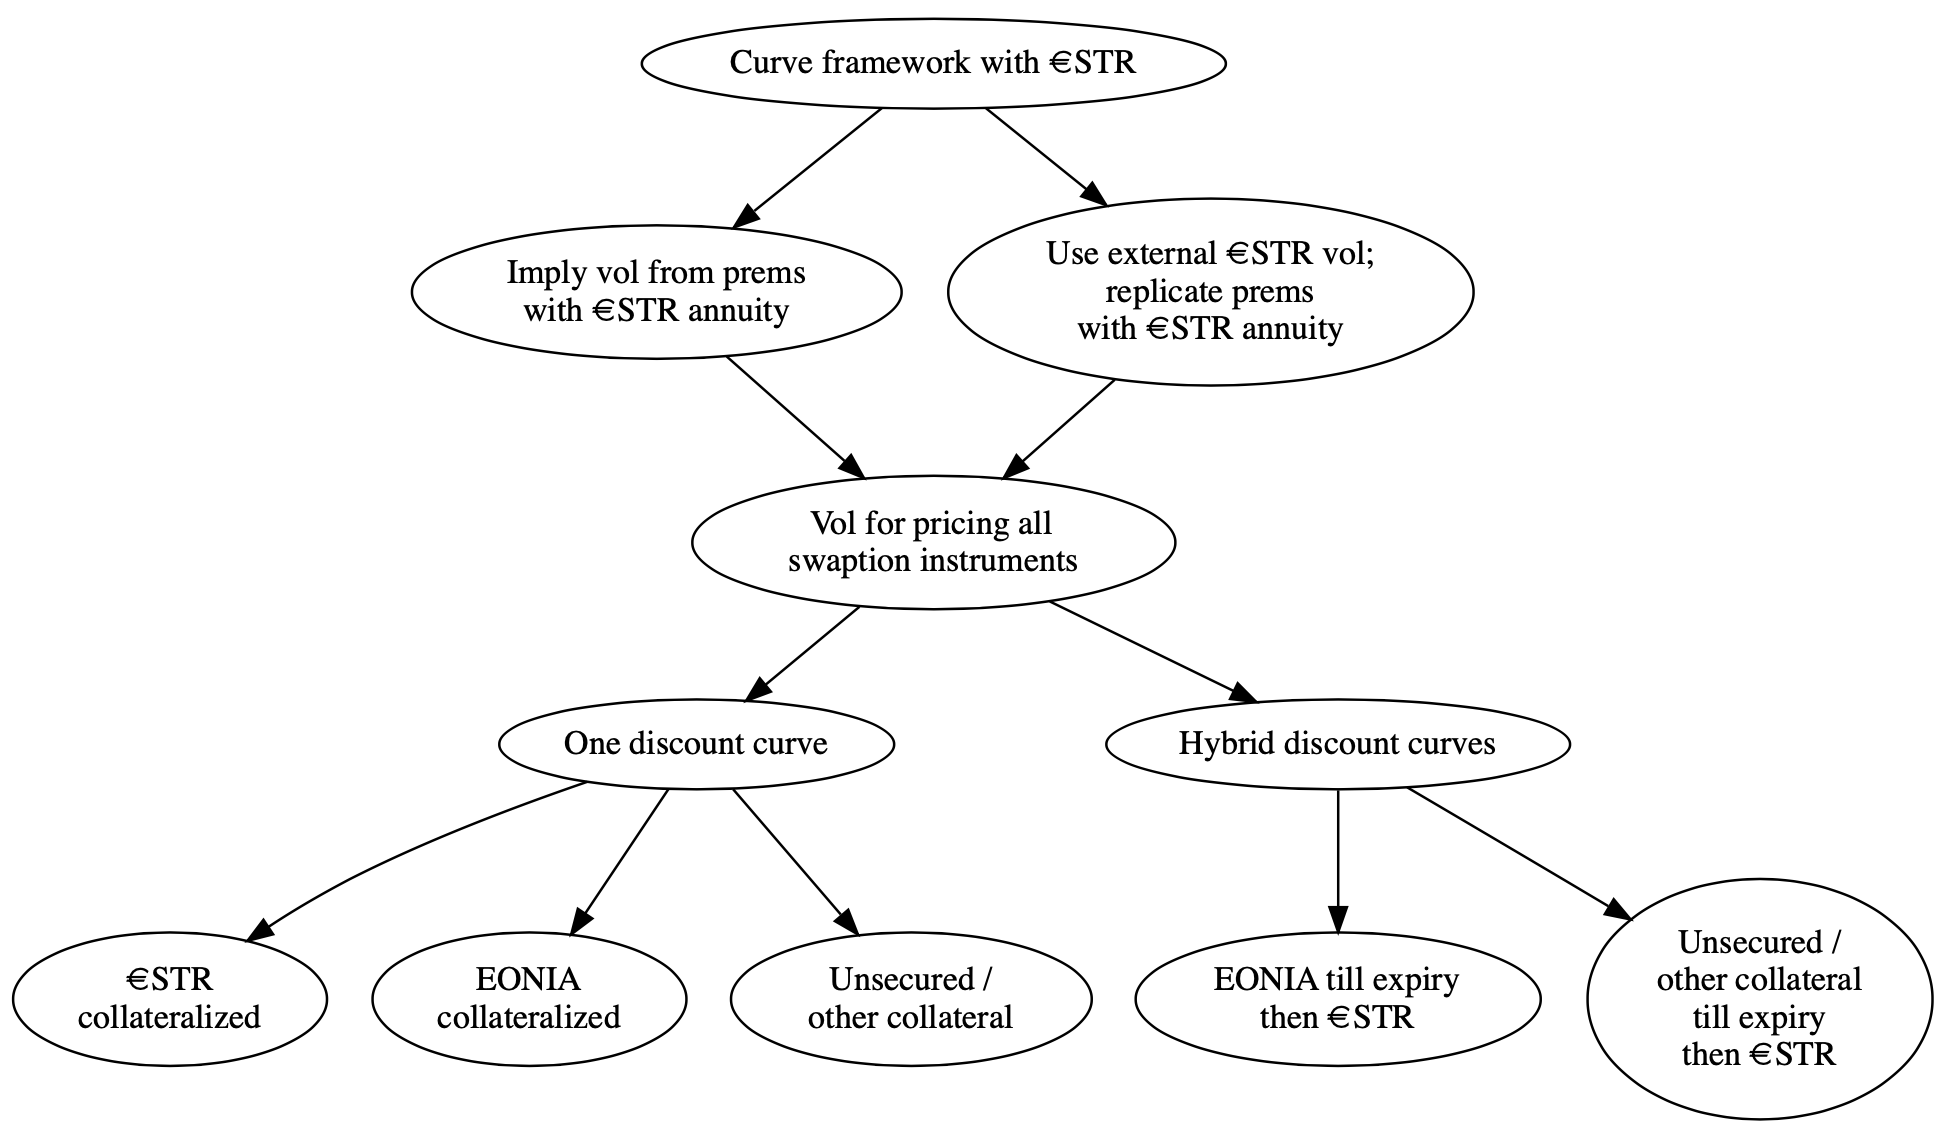 Curve framework with €STR
Imply vol from prems
with €STR annuity
Use external €STR vol;
replicate prems
with €STR annuity
Vol for pricing all
swaption instruments
One discount curve
Hybrid discount curves
€STR
collateralized
EONIA
collateralized
Unsecured /
other collateral
EONIA till expiry
then €STR
Unsecured /
other collateral
till expiry
then €STR